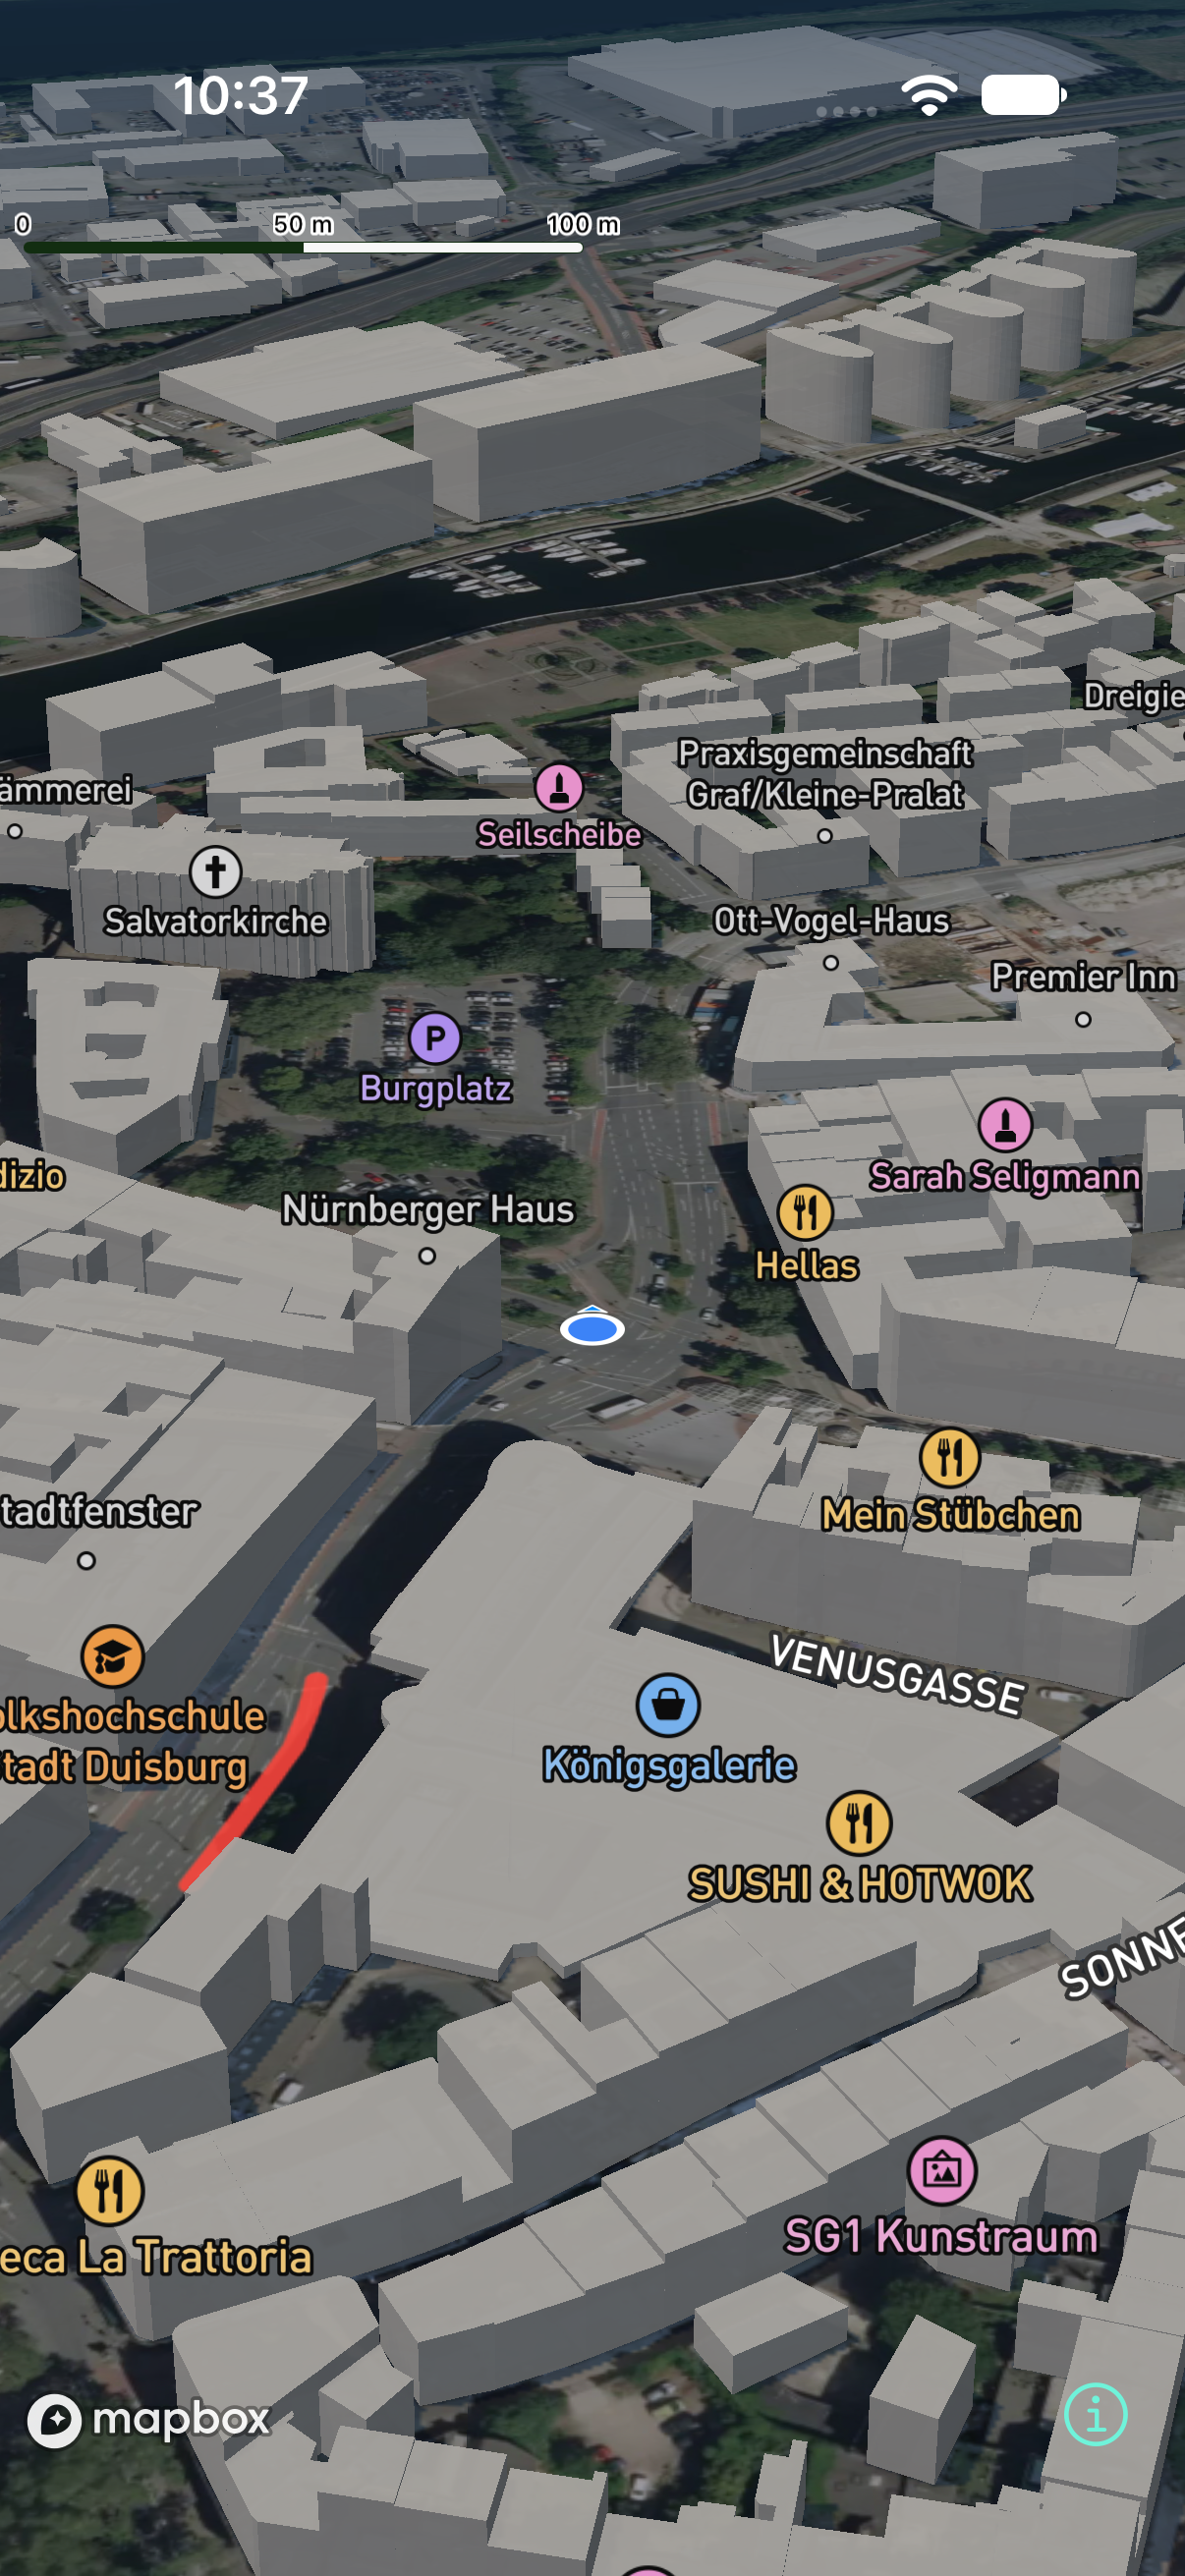 10:37
0 50 m 100 m
Dreigie
Praxisgemeinschaft
Graf/Kleine-Pralat
ämmerei
Seilscheibe
Salvatorkirche
Ott-Vogel-Haus
Premier Inn
P
Burgplatz
dizio
Sarah Seligmann
Nürnberger Haus
Hellas
tadtfenster
Mein Stübchen
VENUSGASSE
olkshochschule
tadt Duisburg
Königsgalerie
SUSHI & HOTWOK
SONNE
SG1 Kunstraum
eca La Trattoria
mapbox
i